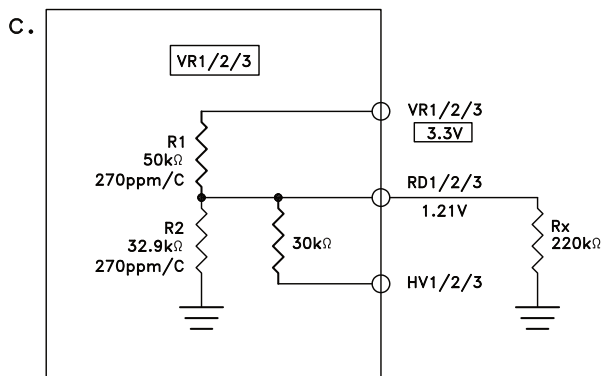 C.
VR1/2/3
VR1/2/3
3.3V
R1
50kΩ
270ppm/C
RD1/2/3
1.21V
R2
32.9kΩ
270ppm/C
30kΩ
Rx
220kΩ
HV1/2/3